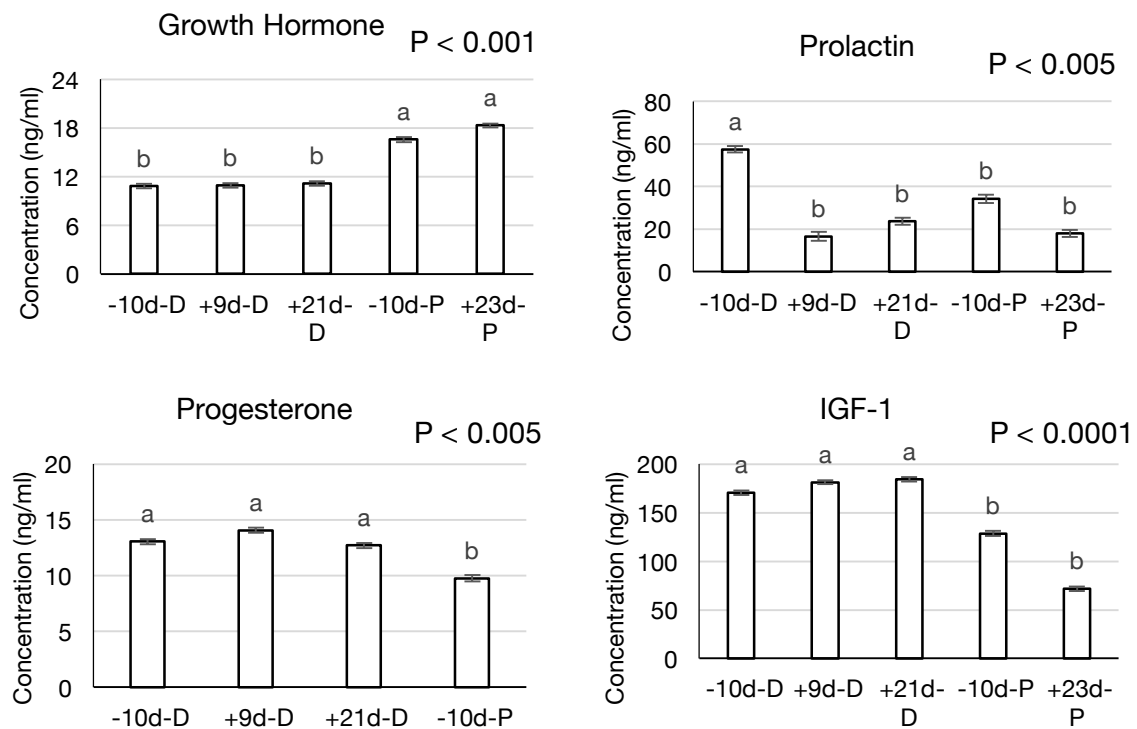 Growth Hormone
P < 0.001
Concentration (ng/ml)
24
18
12
6
0
b
b
b
a
a
-10d-D
+9d-D
+21d-
D
-10d-P
+23d-
P
Prolactin
P < 0.005
Concentration (ng/ml)
80
60
40
20
0
a
b
b
b
b
-10d-D
+9d-D
+21d-
D
-10d-P
+23d-
P
Progesterone
P < 0.005
Concentration (ng/ml)
20
15
10
5
0
a
a
a
b
-10d-D
+9d-D
+21d-D
-10d-P
IGF-1
P < 0.0001
Concentration (ng/ml)
200
150
100
50
0
a
a
a
b
b
-10d-D
+9d-D
+21d-
D
-10d-P
+23d-
P